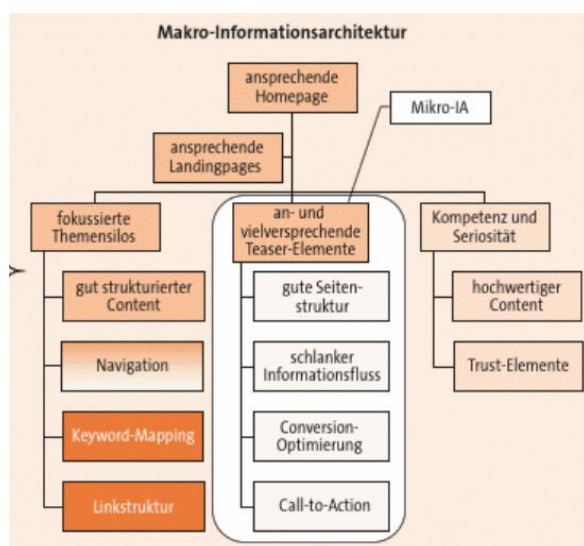 Makro-Informationsarchitektur
ansprechende
Homepage
Mikro-IA
ansprechende
Landingpages
fokussierte
Themensilos
an- und
vielversprechende
Teaser-Elemente
Kompetenz und
Seriosität
gut strukturierter
Content
gute Seiten-
struktur
hochwertiger
Content
Navigation
schlanker
Informationsfluss
Trust-Elemente
Keyword-Mapping
Conversion-
Optimierung
Linkstruktur
Call-to-Action